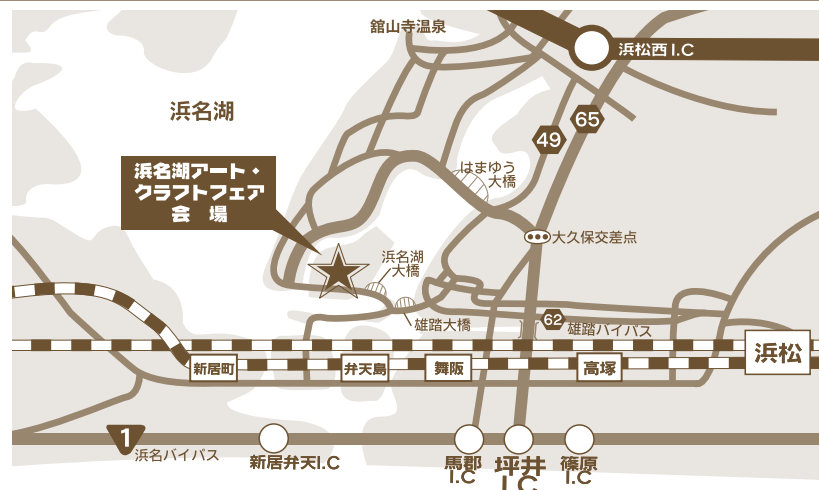 舘山寺温泉
浜松西I.C
浜名湖
65
49
浜名湖アート・
クラフトフェア
会　場
はまゆう
大橋
大久保交差点
浜名湖
大橋
雄踏大橋
62
雄踏バイパス
浜松
新居町
弁天島
舞阪
高塚
1
浜名バイパス
新居弁天I.C
馬郡
I.C
坪井
I.C
篠原
I.C